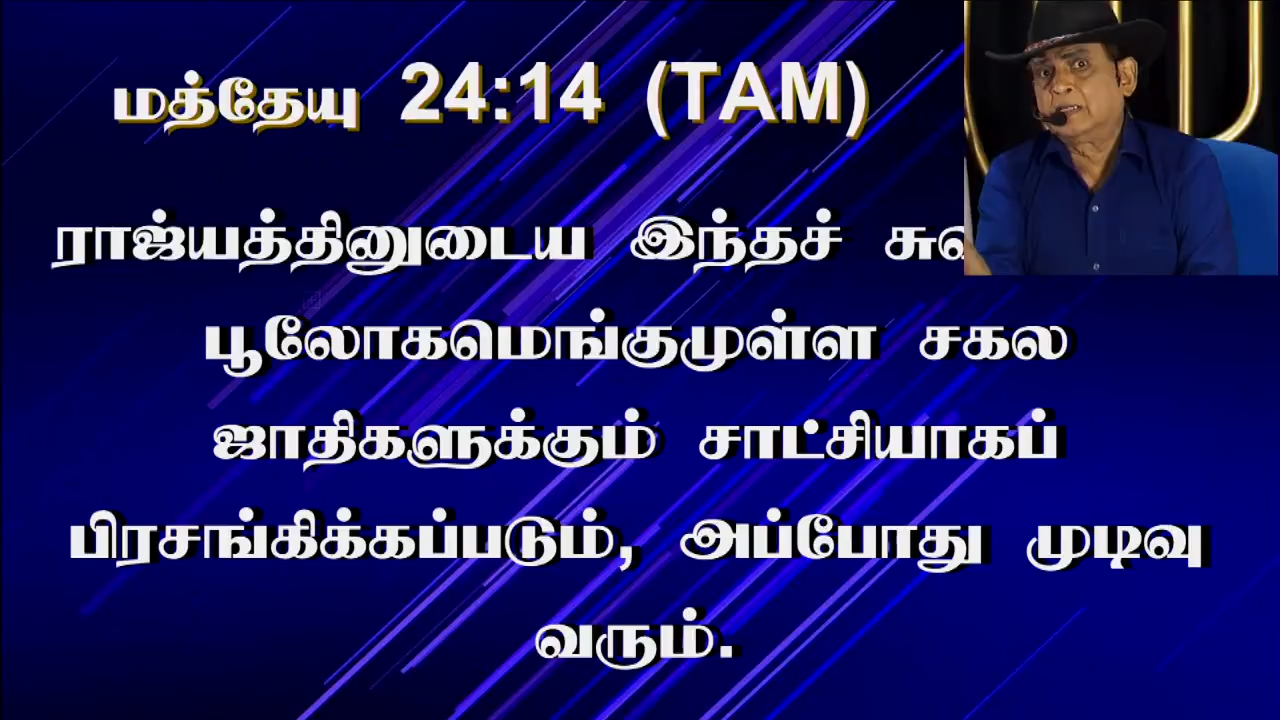 மத்தேயு 24:14 (TAM)
ராஜ்யத்தினுடைய இந்தச்
பூலோகமெங்குமுள்ள சகல
ஜாதிகளுக்கும் சாட்சியாகப்
பிரசங்கிக்கப்படும், அப்போது முடிவு
வரும்.